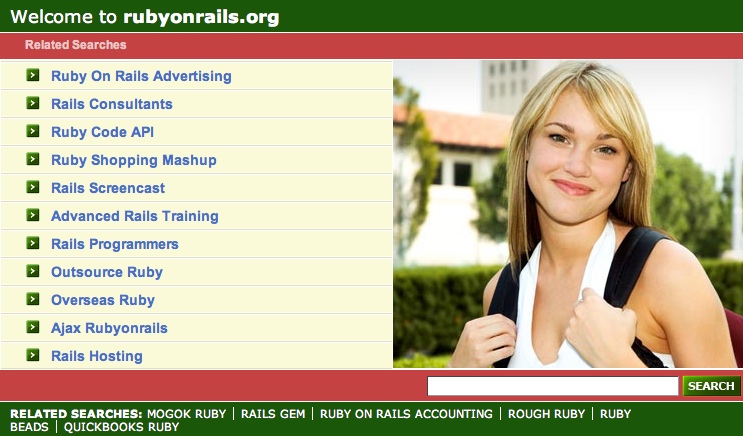 Welcome to rubyonrails.org
Related Searches
Ruby On Rails Advertising
Rails Consultants
Ruby Code API
Ruby Shopping Mashup
Rails Screencast
Advanced Rails Training
Rails Programmers
Outsource Ruby
Overseas Ruby
Ajax Rubyonrails
Rails Hosting
SEARCH
RELATED SEARCHES: MOGOK RUBY | RAILS GEM | RUBY ON RAILS ACCOUNTING | ROUGH RUBY | RUBY
BEADS | QUICKBOOKS RUBY